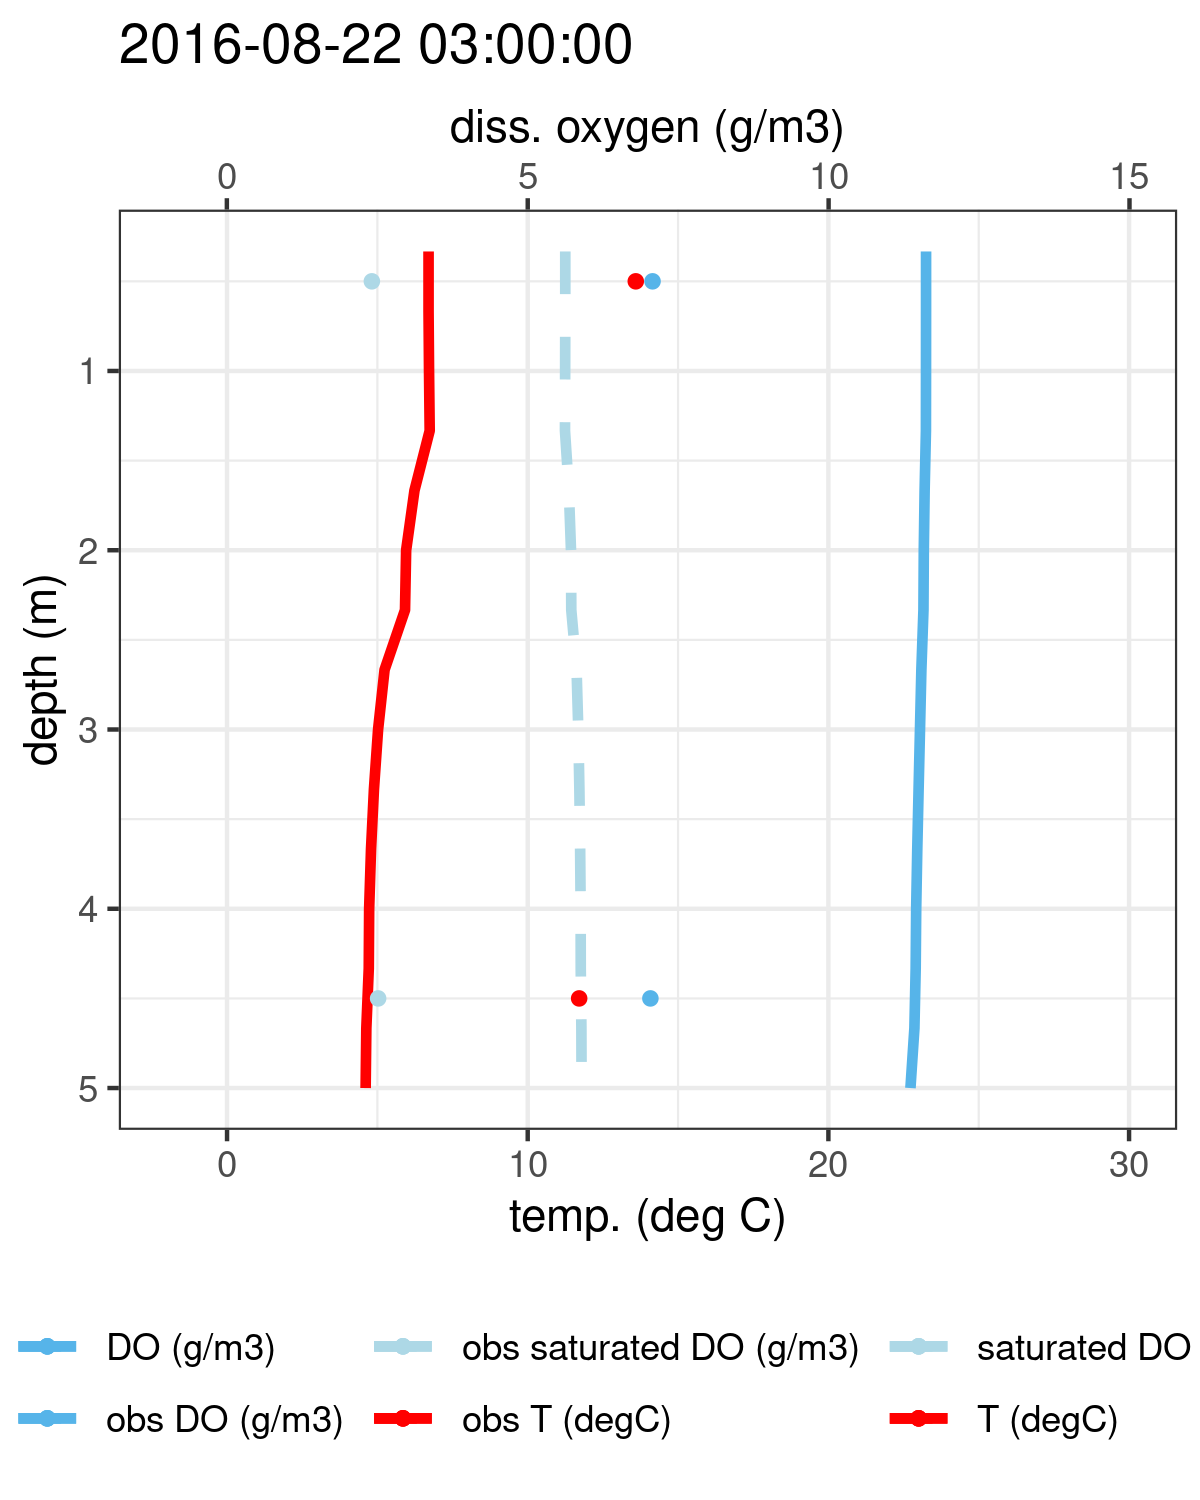 2016-08-22 03:00:00
diss. oxygen (g/m3)
0 5 10 15
depth (m)
1
2
3
4
5
0 10 20 30
temp. (deg C)
DO (g/m3) obs saturated DO (g/m3) saturated DO
obs DO (g/m3) obs T (degC) T (degC)